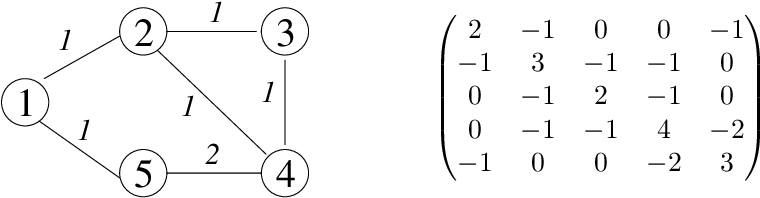 1 1
2 3
1
1 1 1
5 2 4
2 −1 0 0 −1
−1 3 −1 −1 0
0 −1 2 −1 0
0 −1 −1 4 −2
−1 0 0 −2 3